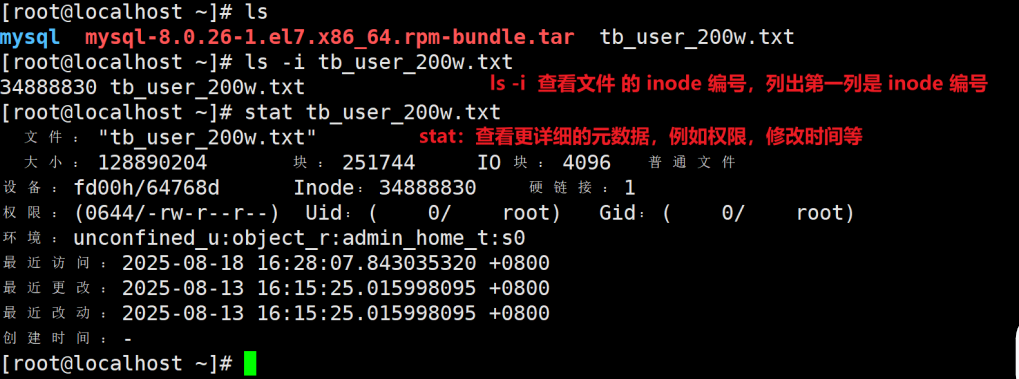 [root@localhost ~]# ls
mysql  mysql-8.0.26-1.el7.x86_64.rpm-bundle.tar  tb_user_200w.txt
[root@localhost ~]# ls -i tb_user_200w.txt
34888830 tb_user_200w.txt
ls -i  查看文件 的 inode 编号，列出第一列是 inode 编号
[root@localhost ~]# stat tb_user_200w.txt
文件："tb_user_200w.txt"
stat：查看更详细的元数据，例如权限，修改时间等
大小：128890204  块：251744  IO 块：4096  普通文件
设备：fd00h/64768d  Inode：34888830  硬链接：1
权限：(0644/-rw-r--r--)  Uid：(    0/    root)  Gid：(    0/    root)
环境：unconfined_u:object_r:admin_home_t:s0
最近访问：2025-08-18 16:28:07.843035320 +0800
最近更改：2025-08-13 16:15:25.015998095 +0800
最近改动：2025-08-13 16:15:25.015998095 +0800
创建时间：-
[root@localhost ~]#